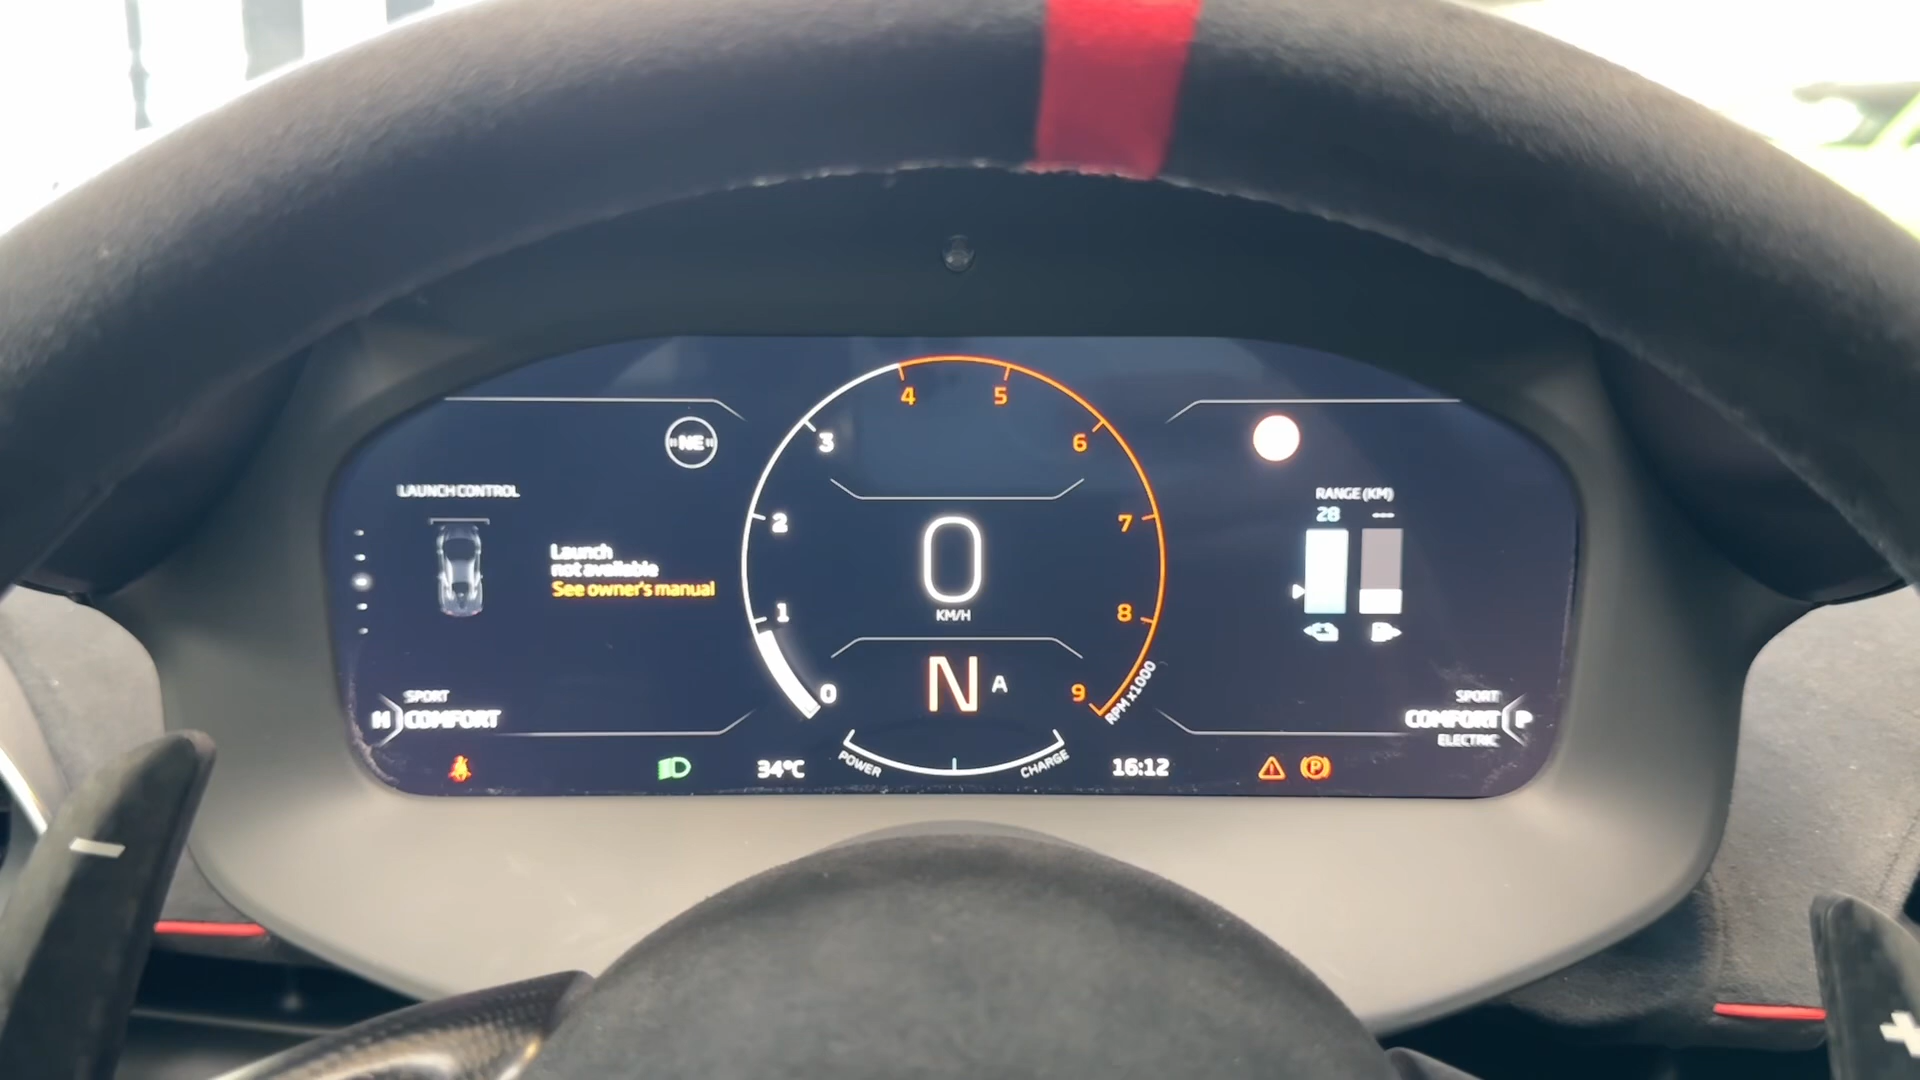 NE
LAUNCH CONTROL
Launch
not available
See owner's manual
SPORT
H COMFORT
0
1
2
3
4
5
6
7
8
9
RPM x1000
0
KM/H
N A
POWER
CHARGE
RANGE (KM)
28 ---
SPORT
COMFORT P
ELECTRIC
34°C
16:12
P